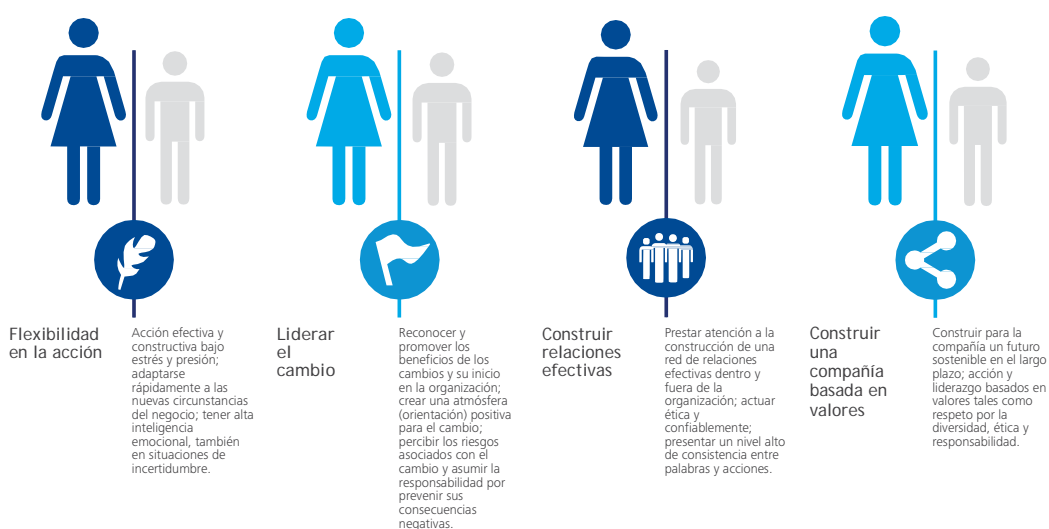 Flexibilidad
en la acción
Acción efectiva y
constructiva bajo
estrés y presión;
adaptarse
rápidamente a las
nuevas circunstancias
del negocio; tener alta
inteligencia
emocional, también
en situaciones de
incertidumbre.
Liderar
el
cambio
Reconocer y
promover los
beneficios de los
cambios y su inicio
en la organización;
crear una atmósfera
(orientación) positiva
para el cambio;
percibir los riesgos
asociados con el
cambio y asumir la
responsabilidad por
prevenir sus
consecuencias
negativas.
Construir
relaciones
efectivas
Prestar atención a la
construcción de una
red de relaciones
efectivas dentro y
fuera de la
organización; actuar
ética y
confiablemente;
presentar un nivel alto
de consistencia entre
palabras y acciones.
Construir
una
compañía
basada en
valores
Construir para la
compañía un futuro
sostenible en el largo
plazo; acción y
liderazgo basados en
valores tales como
respeto por la
diversidad, ética y
responsabilidad.